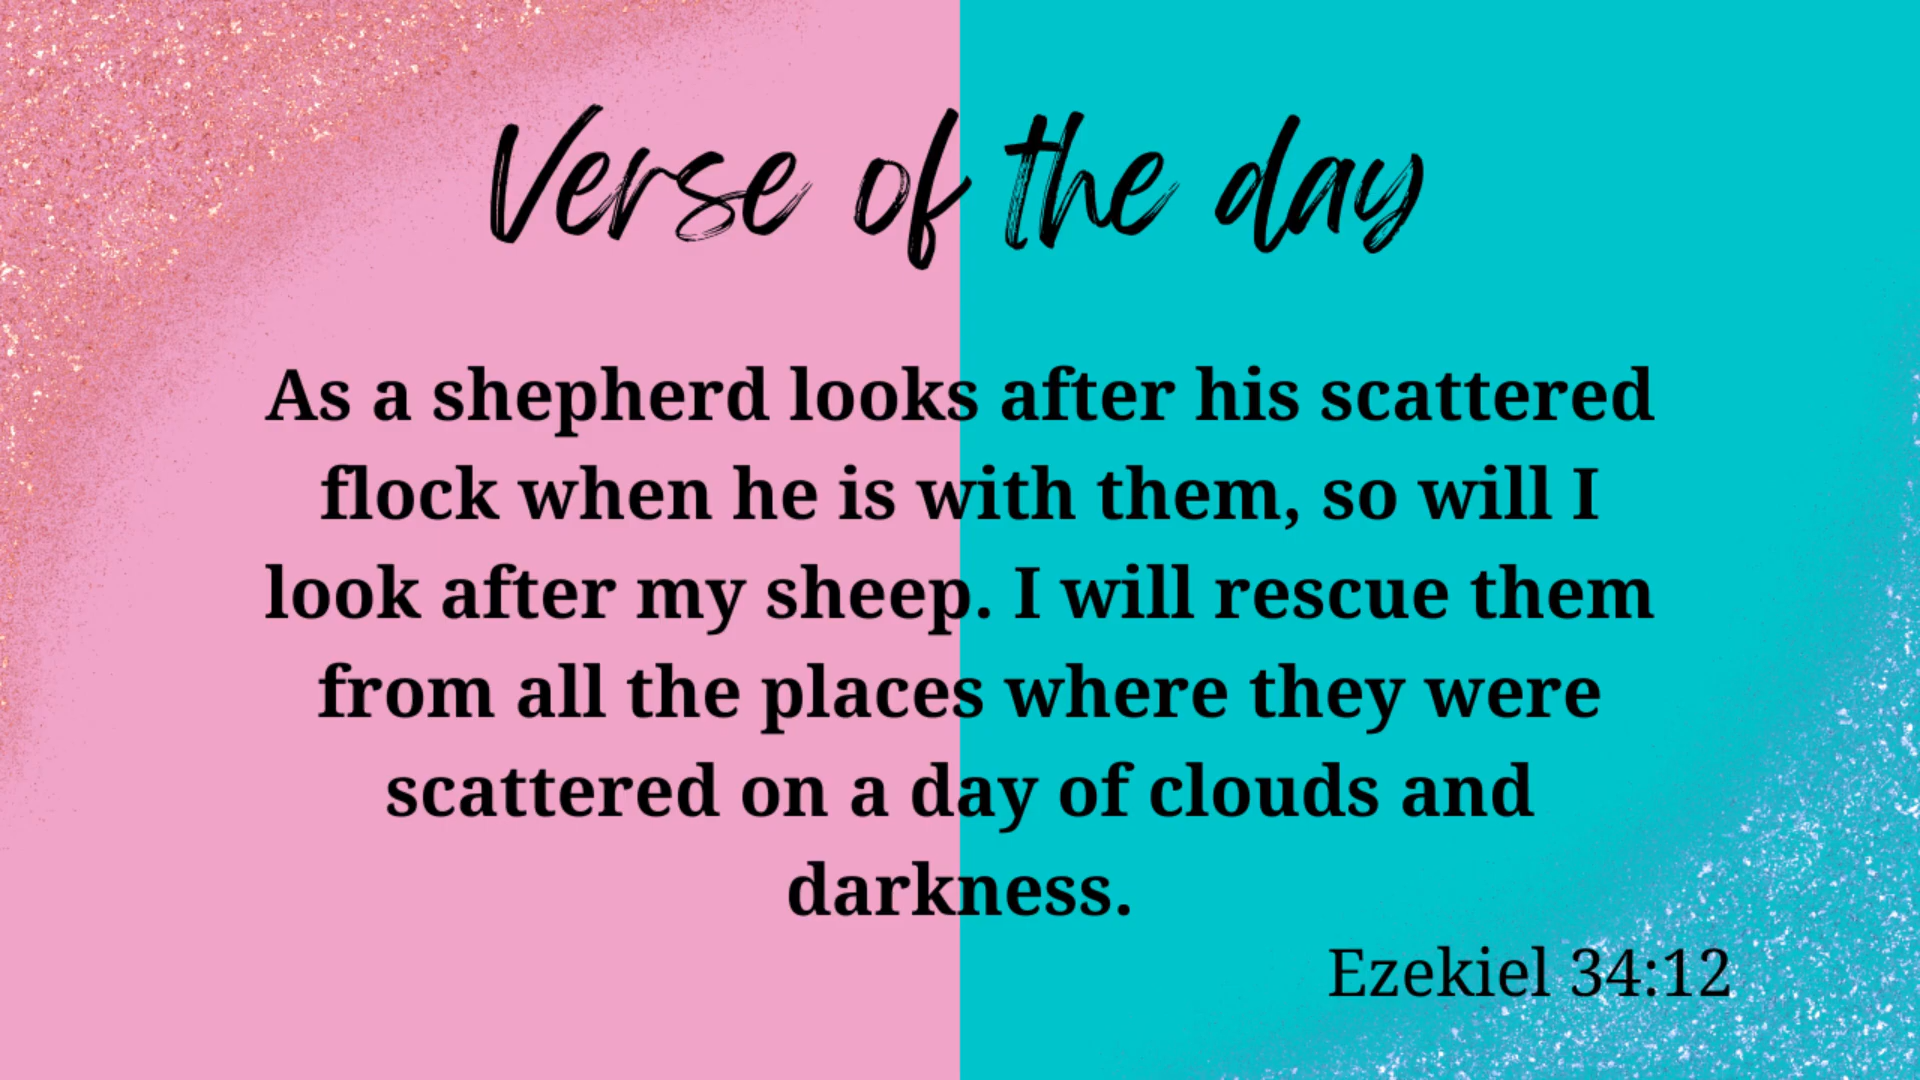 Verse of the day
As a shepherd looks after his scattered
flock when he is with them, so will I
look after my sheep. I will rescue them
from all the places where they were
scattered on a day of clouds and
darkness.
Ezekiel 34:12